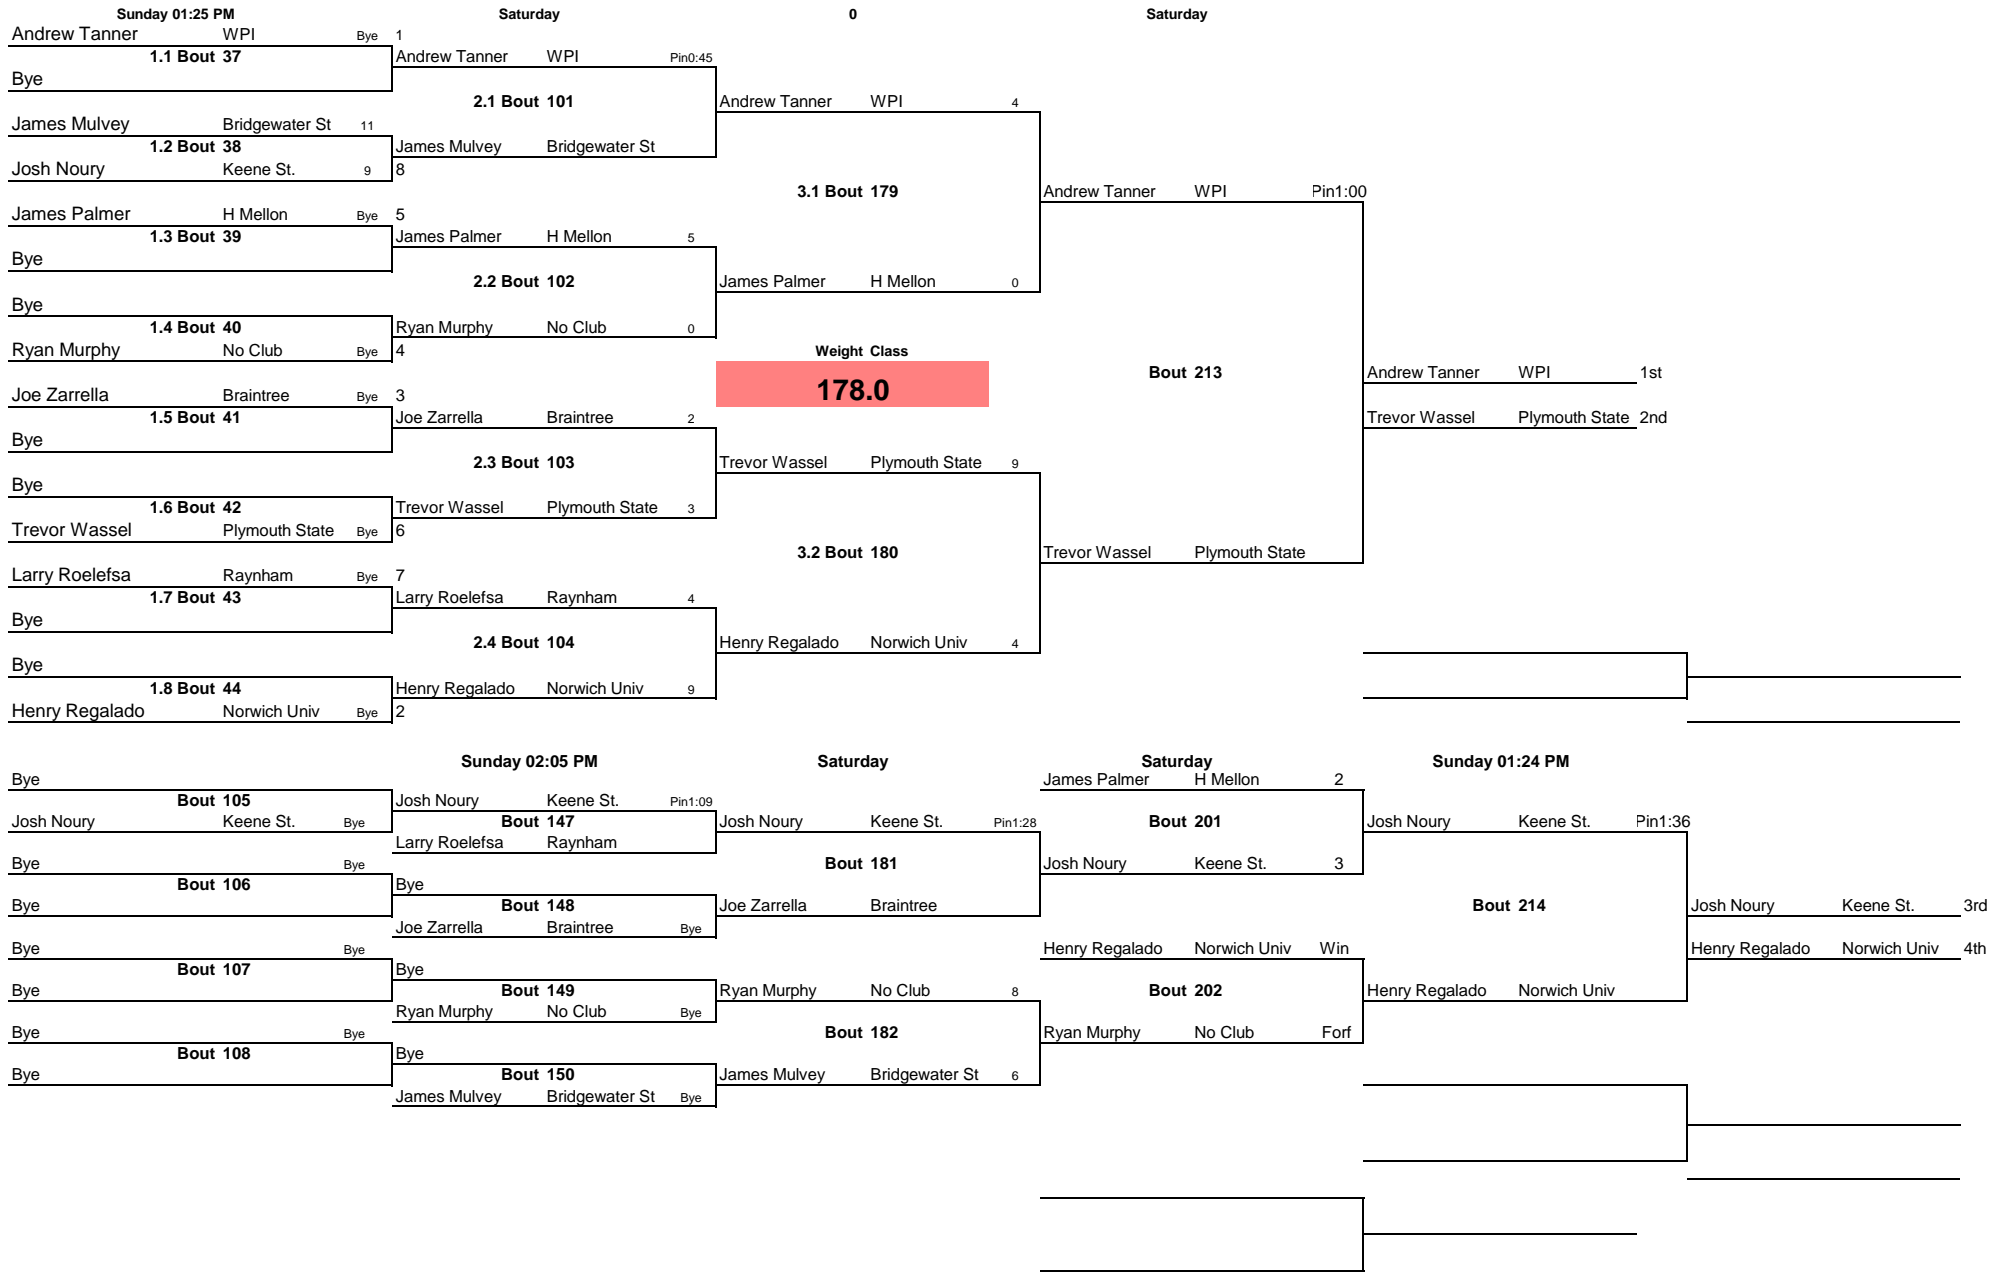 Sunday 01:25 PM Saturday 0 Saturday
Andrew Tanner WPI Bye 1
1.1 Bout 37 Andrew Tanner WPI Pin0:45
Bye
2.1 Bout 101 Andrew Tanner WPI 4
James Mulvey Bridgewater St 11
1.2 Bout 38 James Mulvey Bridgewater St
Josh Noury Keene St. 9 8
3.1 Bout 179 Andrew Tanner WPI Pin1:00
James Palmer H Mellon Bye 5
1.3 Bout 39 James Palmer H Mellon 5
Bye
2.2 Bout 102 James Palmer H Mellon 0
Bye
1.4 Bout 40 Ryan Murphy No Club 0
Ryan Murphy No Club Bye 4 Weight Class
Bout 213 Andrew Tanner WPI 1st
178.0
Joe Zarrella Braintree Bye 3
1.5 Bout 41 Joe Zarrella Braintree 2 Trevor Wassel Plymouth State 2nd
Bye
2.3 Bout 103 Trevor Wassel Plymouth State 9
Bye
1.6 Bout 42 Trevor Wassel Plymouth State 3
Trevor Wassel Plymouth State Bye 6
3.2 Bout 180 Trevor Wassel Plymouth State
Larry Roelefsa Raynham Bye 7
1.7 Bout 43 Larry Roelefsa Raynham 4
Bye
2.4 Bout 104 Henry Regalado Norwich Univ 4
Bye
1.8 Bout 44 Henry Regalado Norwich Univ 9
Henry Regalado Norwich Univ Bye 2
Sunday 02:05 PM Saturday Saturday Sunday 01:24 PM
Bye James Palmer H Mellon 2
Bout 105 Josh Noury Keene St. Pin1:09
Josh Noury Keene St. Bye Bout 147 Josh Noury Keene St. Pin1:28 Bout 201 Josh Noury Keene St. Pin1:36
Larry Roelefsa Raynham
Bye Bye Bout 181 Josh Noury Keene St. 3
Bout 106 Bye
Bye Bout 148 Joe Zarrella Braintree Bout 214 Josh Noury Keene St. 3rd
Joe Zarrella Braintree Bye
Bye Bye Henry Regalado Norwich Univ Win Henry Regalado Norwich Univ 4th
Bout 107 Bye
Bye Bout 149 Ryan Murphy No Club 8 Bout 202 Henry Regalado Norwich Univ
Ryan Murphy No Club Bye
Bye Bye Bout 182 Ryan Murphy No Club Forf
Bout 108 Bye
Bye Bout 150 James Mulvey Bridgewater St 6
James Mulvey Bridgewater St Bye